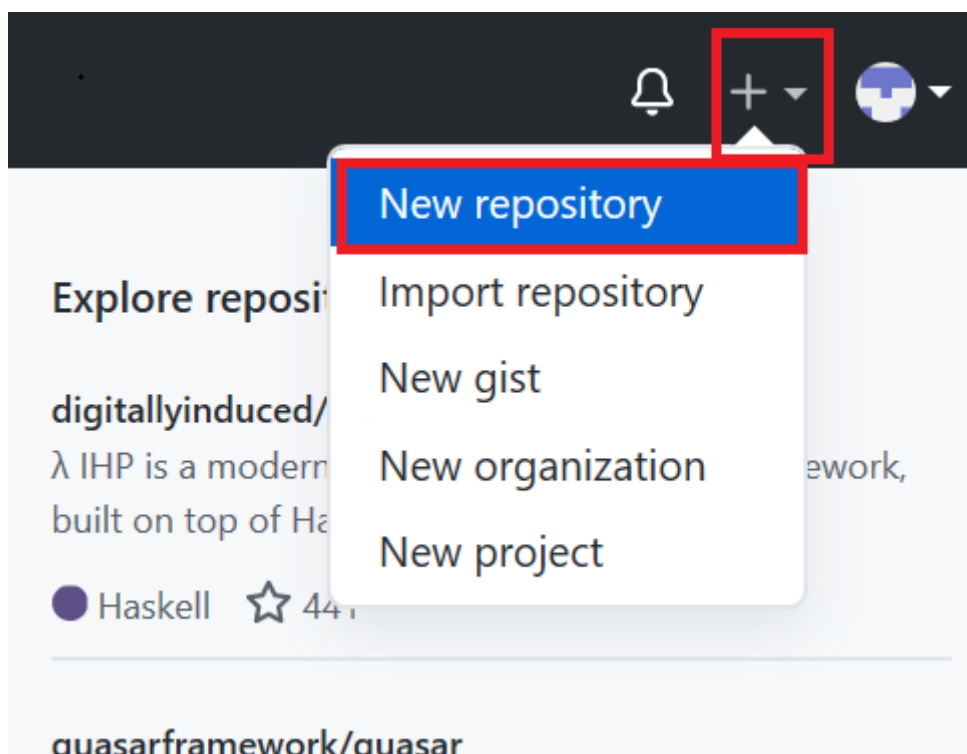 New repository
Explore reposi
Import repository
New gist
digitallyinduced/
λ IHP is a modern
New organization
ework,
built on top of Ha
New project
Haskell
44
quasarframework/quasar